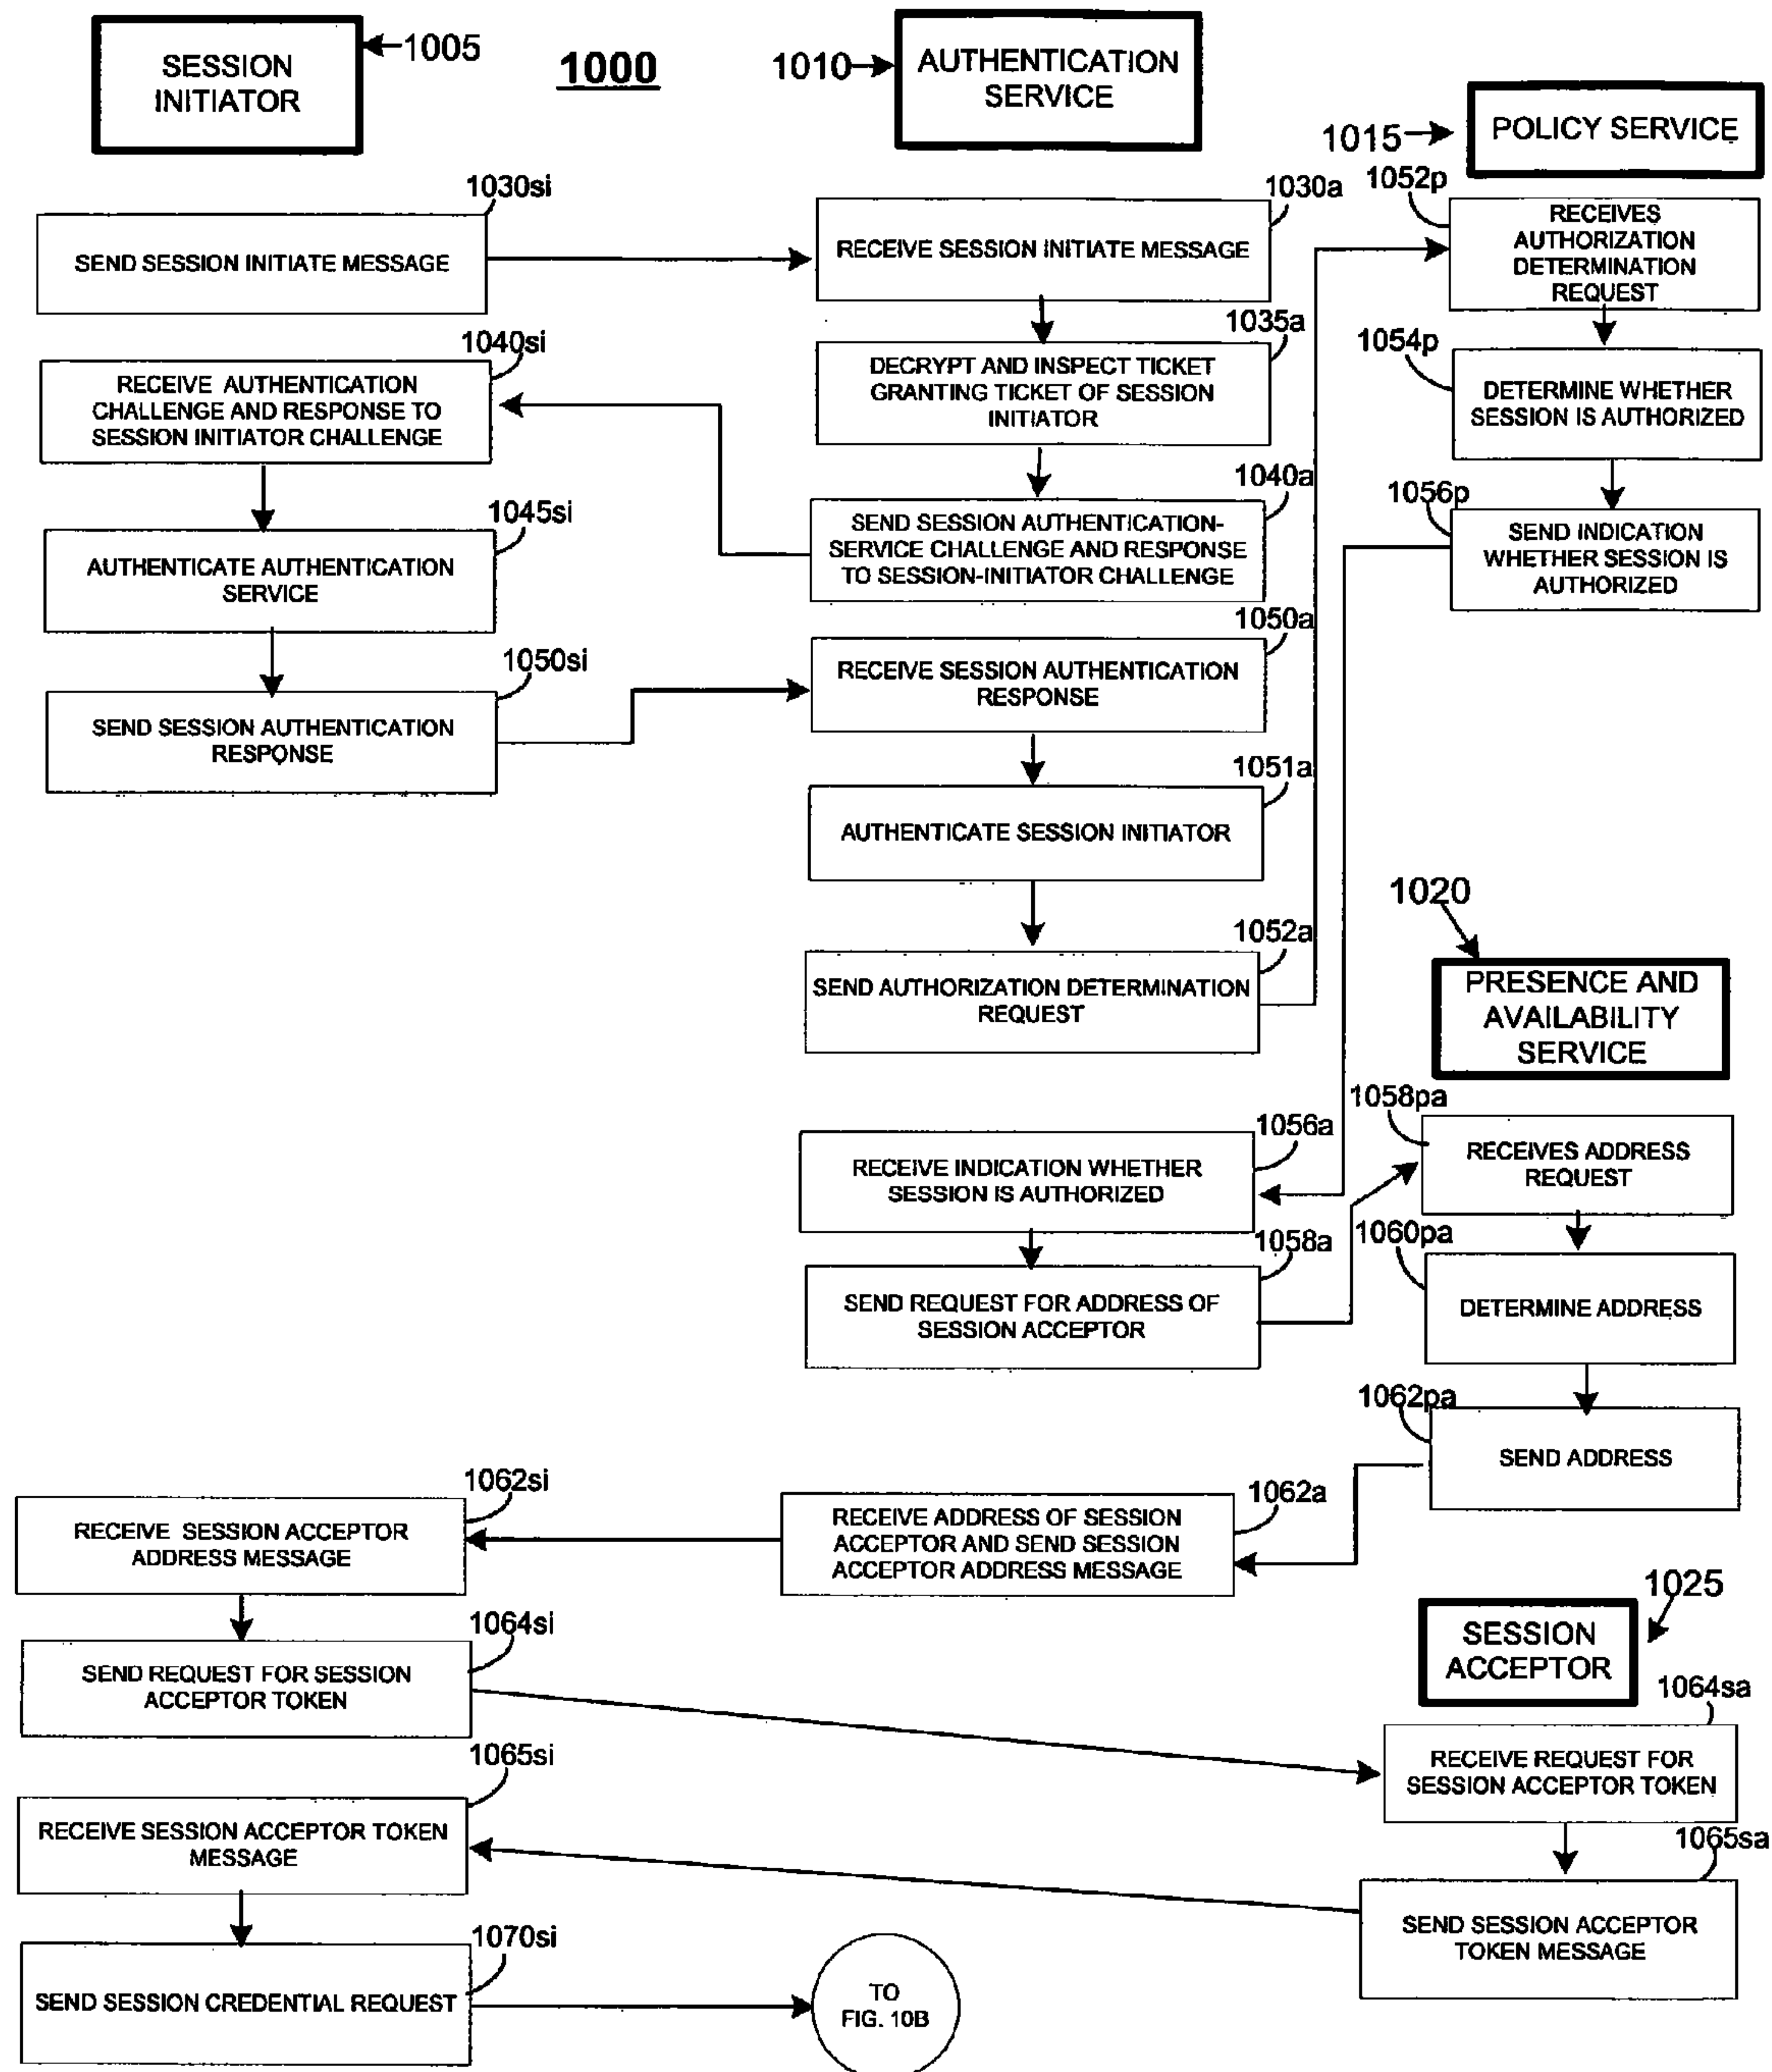 SESSION
INITIATOR
1005
1000
1010
AUTHENTICATION
SERVICE
1015
POLICY SERVICE
1030si
SEND SESSION INITIATE MESSAGE
1030a
RECEIVE SESSION INITIATE MESSAGE
1052p
RECEIVES
AUTHORIZATION
DETERMINATION
REQUEST
1035a
DECRYPT AND INSPECT TICKET
GRANTING TICKET OF SESSION
INITIATOR
1040si
RECEIVE AUTHENTICATION
CHALLENGE AND RESPONSE TO
SESSION INITIATOR CHALLENGE
1054p
DETERMINE WHETHER
SESSION IS AUTHORIZED
1040a
SEND SESSION AUTHENTICATION-
SERVICE CHALLENGE AND RESPONSE
TO SESSION-INITIATOR CHALLENGE
1056p
SEND INDICATION
WHETHER SESSION IS
AUTHORIZED
1045si
AUTHENTICATE AUTHENTICATION
SERVICE
1050a
RECEIVE SESSION AUTHENTICATION
RESPONSE
1050si
SEND SESSION AUTHENTICATION
RESPONSE
1051a
AUTHENTICATE SESSION INITIATOR
1052a
SEND AUTHORIZATION DETERMINATION
REQUEST
1020
PRESENCE AND
AVAILABILITY
SERVICE
1056a
RECEIVE INDICATION WHETHER
SESSION IS AUTHORIZED
1058pa
RECEIVES ADDRESS
REQUEST
1058a
SEND REQUEST FOR ADDRESS OF
SESSION ACCEPTOR
1060pa
DETERMINE ADDRESS
1062pa
SEND ADDRESS
1062si
RECEIVE SESSION ACCEPTOR
ADDRESS MESSAGE
1062a
RECEIVE ADDRESS OF SESSION
ACCEPTOR AND SEND SESSION
ACCEPTOR ADDRESS MESSAGE
1025
SESSION
ACCEPTOR
1064si
SEND REQUEST FOR SESSION
ACCEPTOR TOKEN
1064sa
RECEIVE REQUEST FOR
SESSION ACCEPTOR TOKEN
1065si
RECEIVE SESSION ACCEPTOR TOKEN
MESSAGE
1065sa
SEND SESSION ACCEPTOR
TOKEN MESSAGE
1070si
SEND SESSION CREDENTIAL REQUEST
TO
FIG. 10B